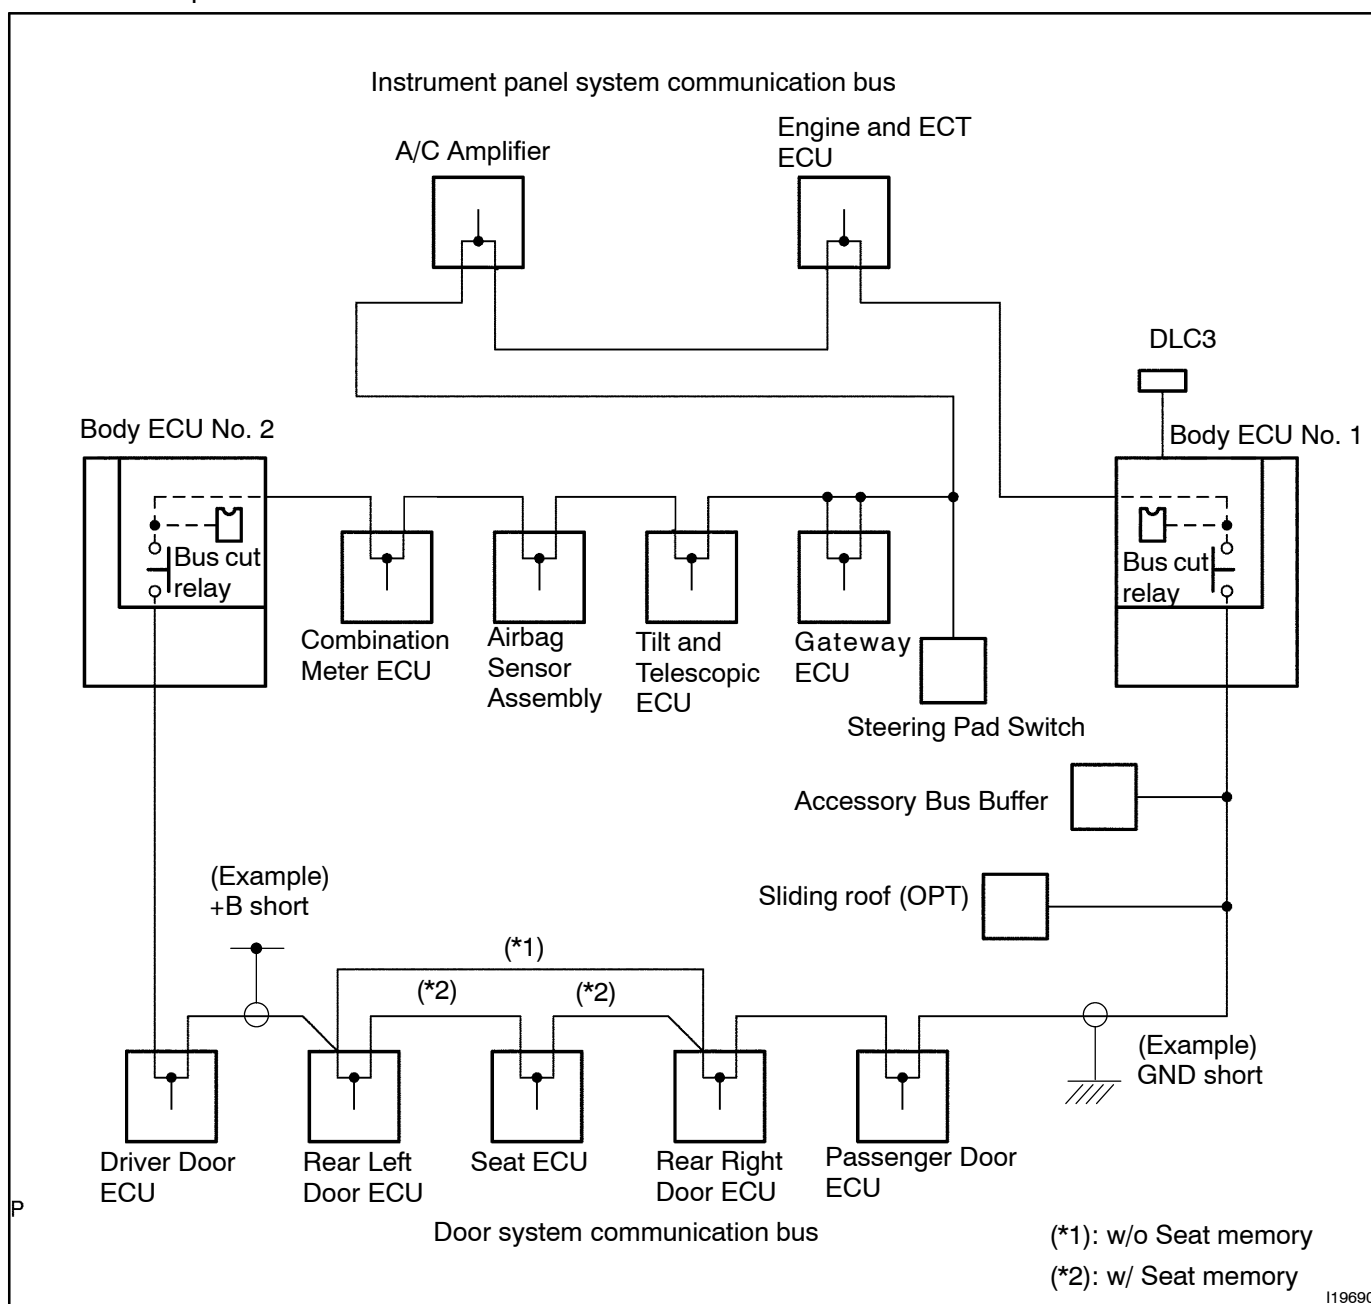 Instrument panel system communication bus
A/C Amplifier
Engine and ECT
ECU
DLC3
Body ECU No. 2
Body ECU No. 1
Bus cut
relay
Bus cut
relay
Combination
Meter ECU
Airbag
Sensor
Assembly
Tilt and
Telescopic
ECU
Gateway
ECU
Steering Pad Switch
Accessory Bus Buffer
Sliding roof (OPT)
(Example)
+B short
(*1)
(*2)
(*2)
(Example)
GND short
Driver Door
ECU
Rear Left
Door ECU
Seat ECU
Rear Right
Door ECU
Passenger Door
ECU
P
Door system communication bus
(*1): w/o Seat memory
(*2): w/ Seat memory
I19690